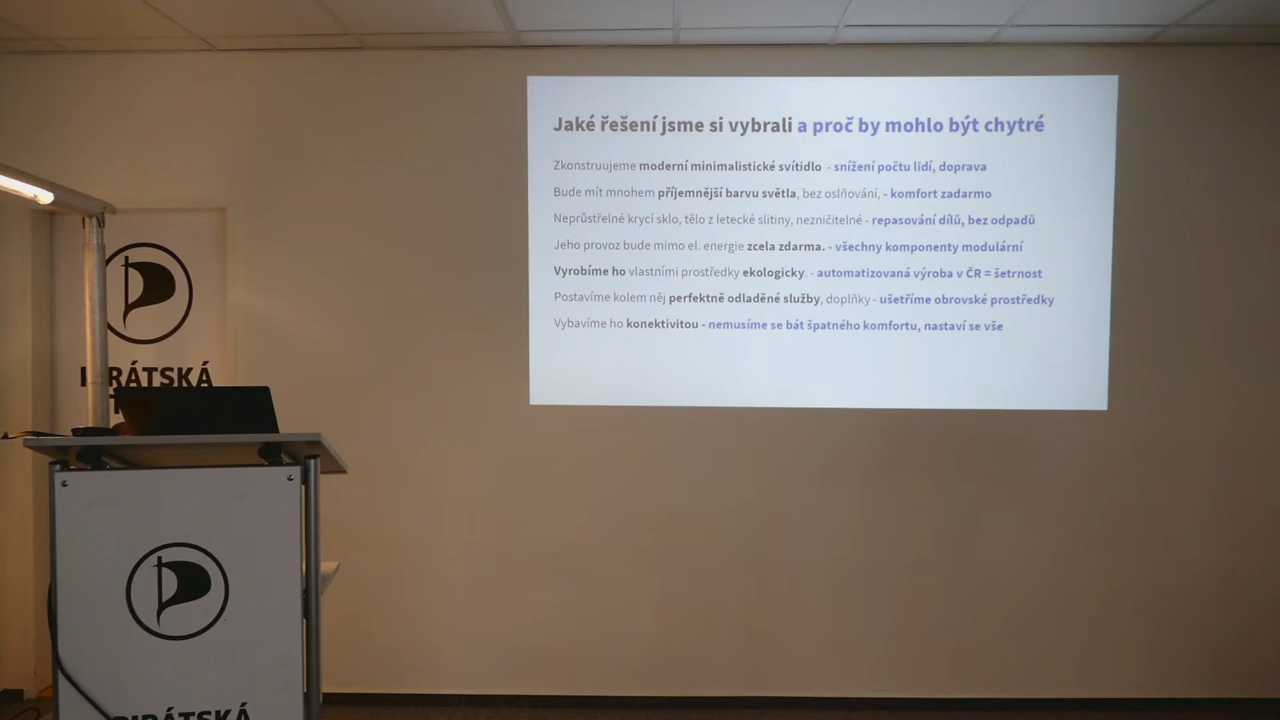 Jaké řešení jsme si vybrali a proč by mohlo být chytré
Zkonstruujeme moderní minimalistické svítidlo - snížení počtu lidí, doprava
Bude mít mnohem příjemnější barvu světla, bez oslňování, - komfort zadarmo
Neprůstřelné krycí sklo, tělo z letecké slitiny, nezničitelné - repasování dílů, bez odpadů
Jeho provoz bude mimo el. energie zcela zdarma. - všechny komponenty modulární
Vyrobíme ho vlastními prostředky ekologicky. - automatizovaná výroba v ČR = šetrnost
Postavíme kolem něj perfektně odladěné služby, doplňky - ušetříme obrovské prostředky
Vybavíme ho konektivitou - nemusíme se bát špatného komfortu, nastaví se vše
PIRÁTSKÁ
PIRÁTSKÁ